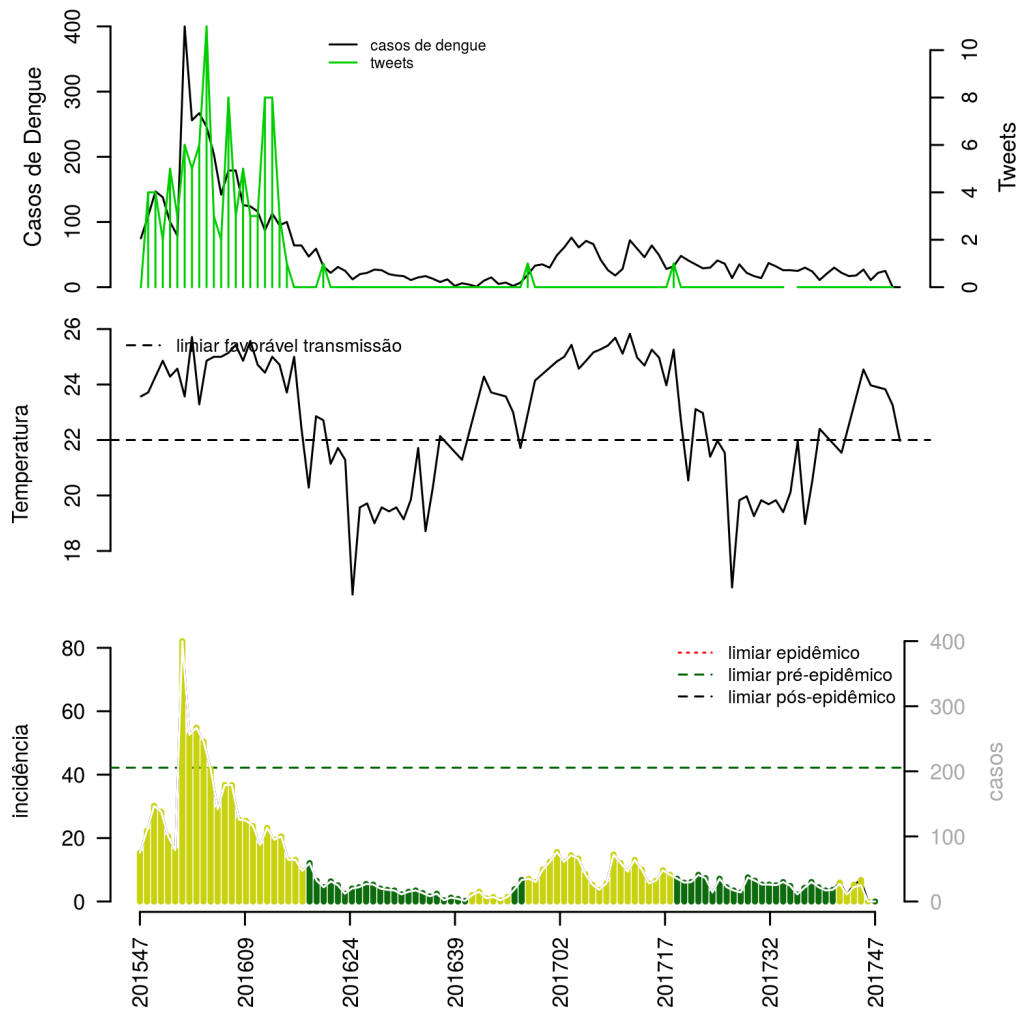 casos de dengue
tweets
Casos de Dengue
0 100 200 300 400
Tweets
0 2 4 6 8 10
limiar favorável transmissão
Temperatura
18 20 22 24 26
limiar epidêmico
limiar pré-epidêmico
limiar pós-epidêmico
incidência
0 20 40 60 80
casos
0 100 200 300 400
201547 201609 201624 201639 201702 201717 201732 201747